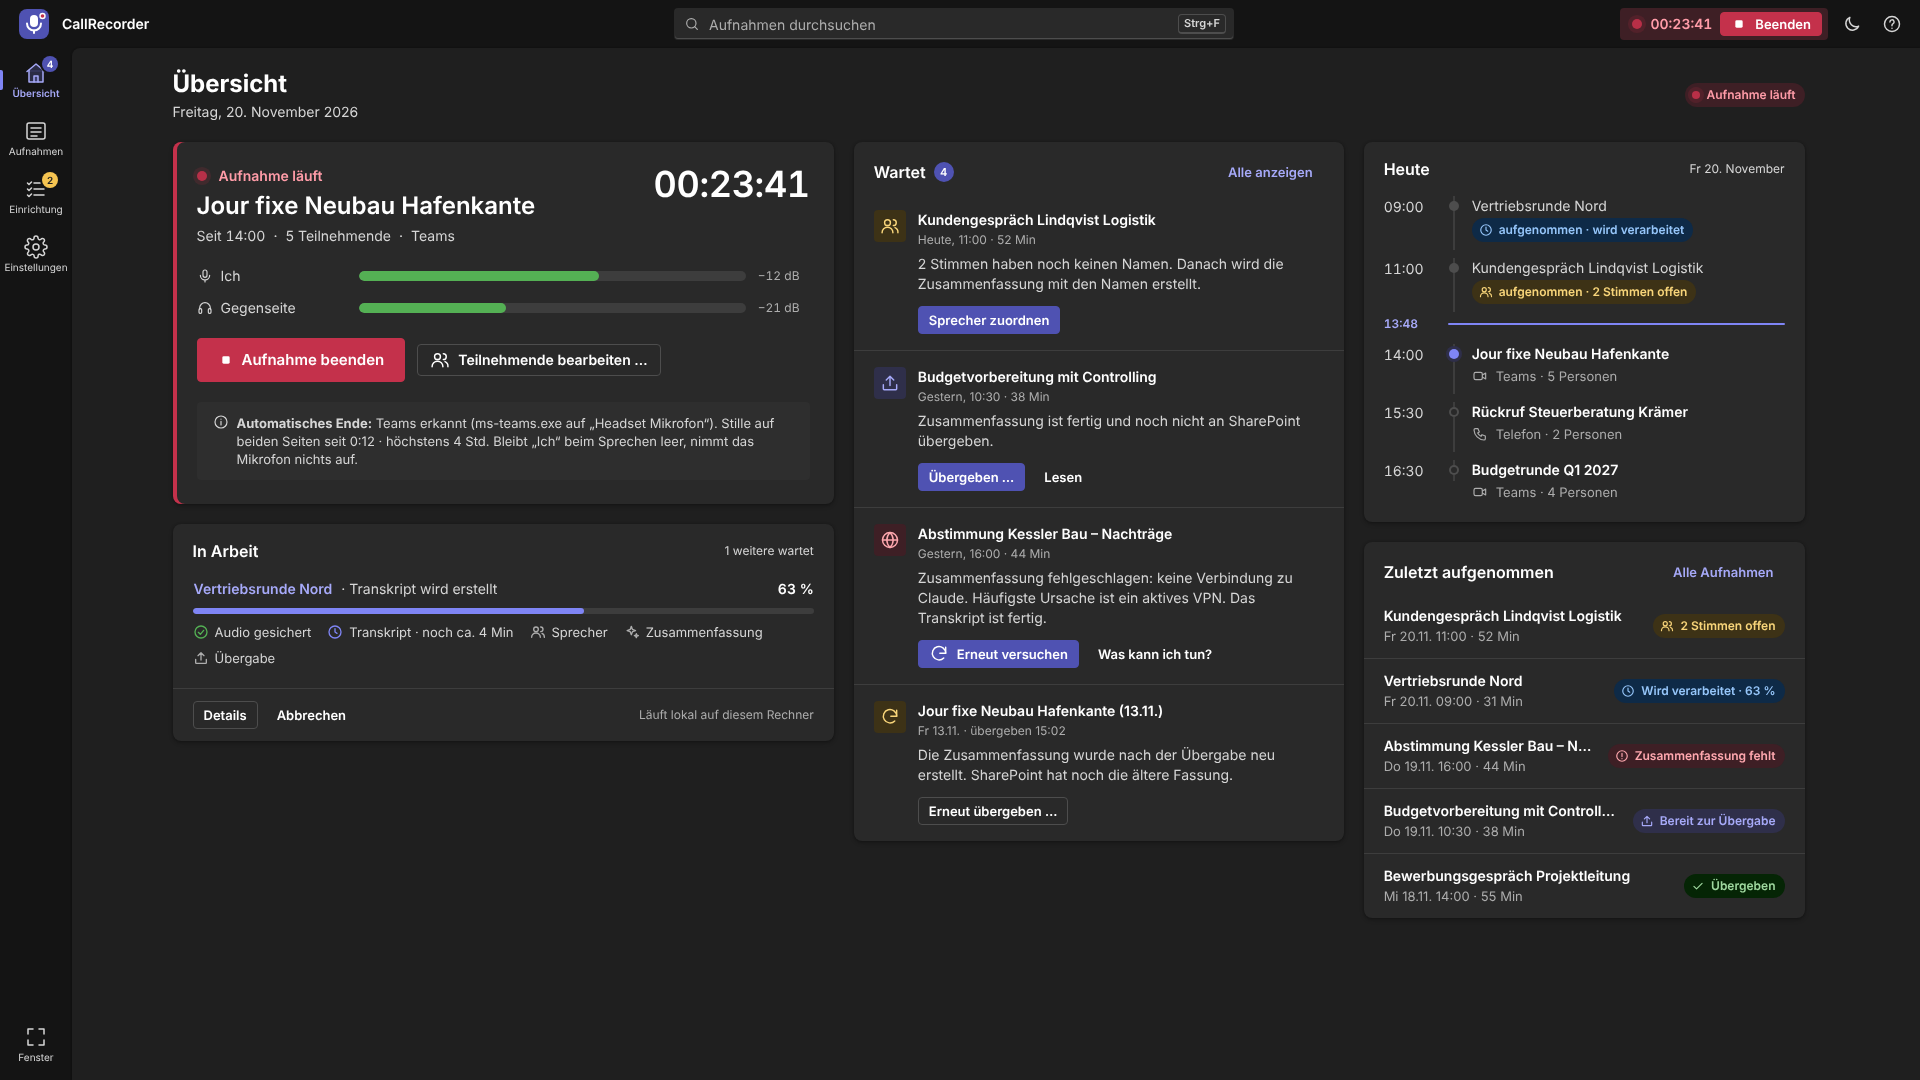 CallRecorder
Aufnahmen durchsuchen
Strg+F
00:23:41
Beenden
4
Übersicht
Aufnahmen
2
Einrichtung
Einstellungen
Fenster
Übersicht
Freitag, 20. November 2026
Aufnahme läuft
Aufnahme läuft
00:23:41
Jour fixe Neubau Hafenkante
Seit 14:00 · 5 Teilnehmende · Teams
Ich
−12 dB
Gegenseite
−21 dB
Aufnahme beenden
Teilnehmende bearbeiten ...
Automatisches Ende: Teams erkannt (ms-teams.exe auf „Headset Mikrofon“). Stille auf
beiden Seiten seit 0:12 · höchstens 4 Std. Bleibt „Ich“ beim Sprechen leer, nimmt das
Mikrofon nichts auf.
In Arbeit
1 weitere wartet
Vertriebsrunde Nord · Transkript wird erstellt
63 %
Audio gesichert
Transkript · noch ca. 4 Min
Sprecher
Zusammenfassung
Übergabe
Details
Abbrechen
Läuft lokal auf diesem Rechner
Wartet 4
Alle anzeigen
Kundengespräch Lindqvist Logistik
Heute, 11:00 · 52 Min
2 Stimmen haben noch keinen Namen. Danach wird die
Zusammenfassung mit den Namen erstellt.
Sprecher zuordnen
Budgetvorbereitung mit Controlling
Gestern, 10:30 · 38 Min
Zusammenfassung ist fertig und noch nicht an SharePoint
übergeben.
Übergeben ...
Lesen
Abstimmung Kessler Bau – Nachträge
Gestern, 16:00 · 44 Min
Zusammenfassung fehlgeschlagen: keine Verbindung zu
Claude. Häufigste Ursache ist ein aktives VPN. Das
Transkript ist fertig.
Erneut versuchen
Was kann ich tun?
Jour fixe Neubau Hafenkante (13.11.)
Fr 13.11. · übergeben 15:02
Die Zusammenfassung wurde nach der Übergabe neu
erstellt. SharePoint hat noch die ältere Fassung.
Erneut übergeben ...
Heute
Fr 20. November
09:00
Vertriebsrunde Nord
aufgenommen · wird verarbeitet
11:00
Kundengespräch Lindqvist Logistik
aufgenommen · 2 Stimmen offen
13:48
14:00
Jour fixe Neubau Hafenkante
Teams · 5 Personen
15:30
Rückruf Steuerberatung Krämer
Telefon · 2 Personen
16:30
Budgetrunde Q1 2027
Teams · 4 Personen
Zuletzt aufgenommen
Alle Aufnahmen
Kundengespräch Lindqvist Logistik
Fr 20.11. 11:00 · 52 Min
2 Stimmen offen
Vertriebsrunde Nord
Fr 20.11. 09:00 · 31 Min
Wird verarbeitet · 63 %
Abstimmung Kessler Bau – N...
Do 19.11. 16:00 · 44 Min
Zusammenfassung fehlt
Budgetvorbereitung mit Controll...
Do 19.11. 10:30 · 38 Min
Bereit zur Übergabe
Bewerbungsgespräch Projektleitung
Mi 18.11. 14:00 · 55 Min
Übergeben